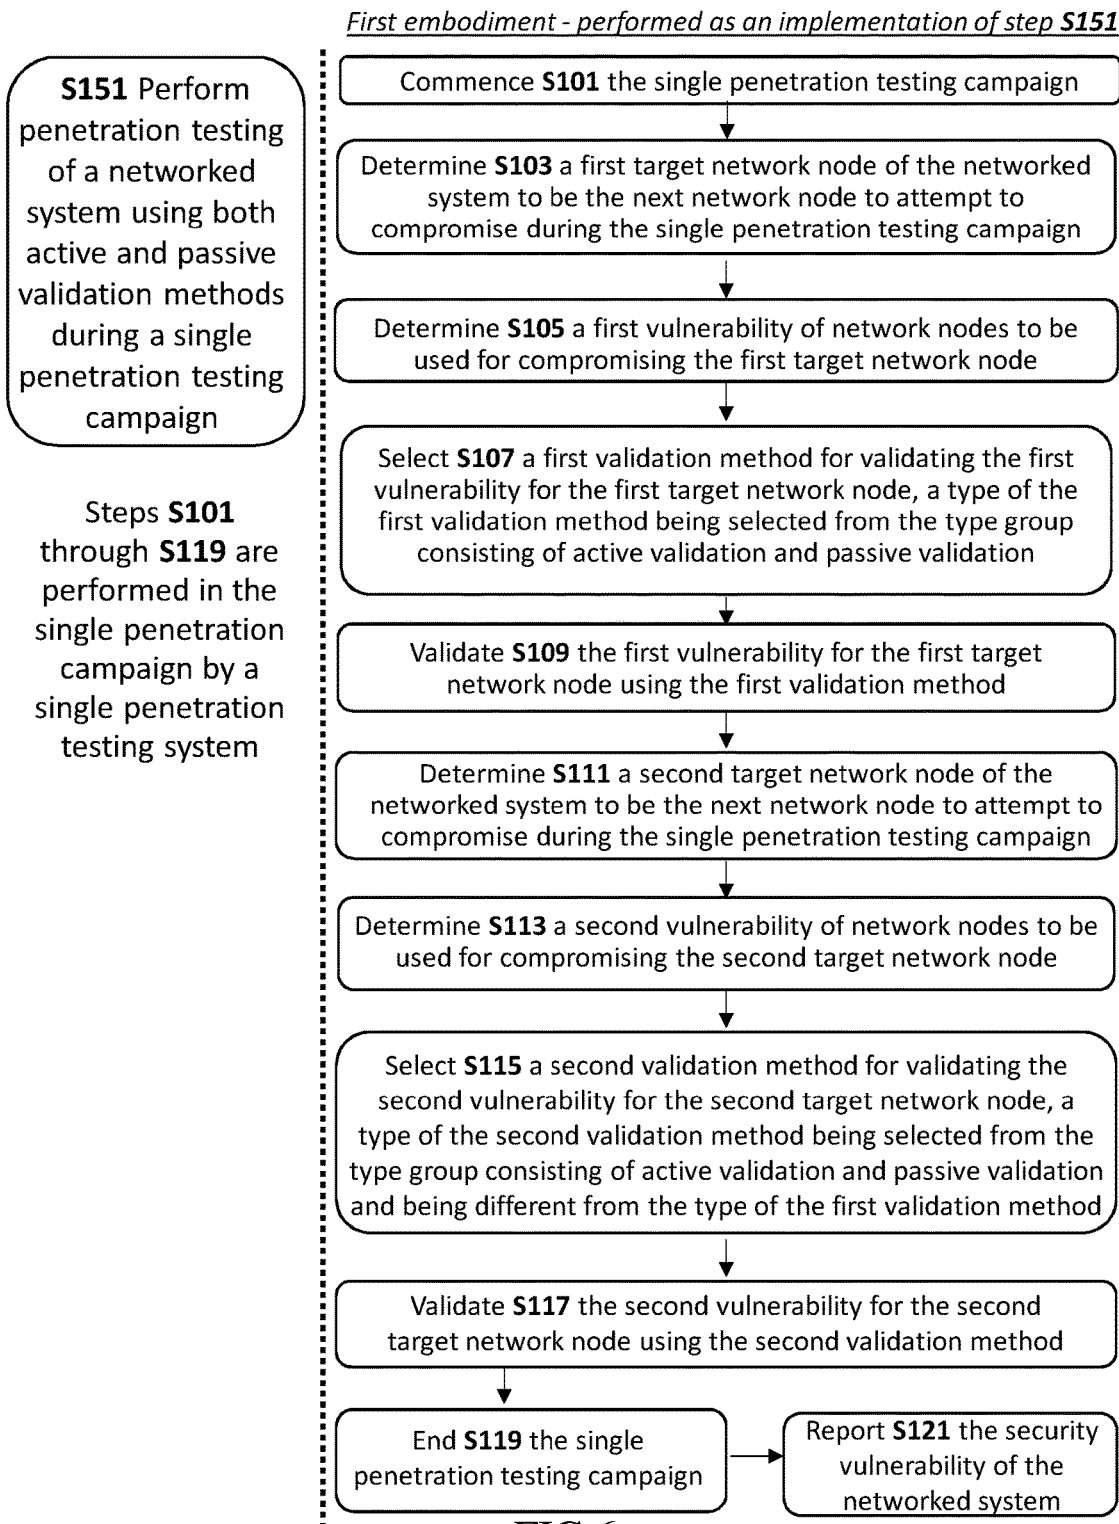 First embodiment - performed as an implementation of step S151
S151 Perform
penetration testing
of a networked
system using both
active and passive
validation methods
during a single
penetration testing
campaign
Steps S101
through S119 are
performed in the
single penetration
campaign by a
single penetration
testing system
Commence S101 the single penetration testing campaign
Determine S103 a first target network node of the networked
system to be the next network node to attempt to
compromise during the single penetration testing campaign
Determine S105 a first vulnerability of network nodes to be
used for compromising the first target network node
Select S107 a first validation method for validating the first
vulnerability for the first target network node, a type of the
first validation method being selected from the type group
consisting of active validation and passive validation
Validate S109 the first vulnerability for the first target
network node using the first validation method
Determine S111 a second target network node of the
networked system to be the next network node to attempt to
compromise during the single penetration testing campaign
Determine S113 a second vulnerability of network nodes to be
used for compromising the second target network node
Select S115 a second validation method for validating the
second vulnerability for the second target network node, a
type of the second validation method being selected from the
type group consisting of active validation and passive validation
and being different from the type of the first validation method
Validate S117 the second vulnerability for the second
target network node using the second validation method
End S119 the single
penetration testing campaign
Report S121 the security
vulnerability of the
networked system